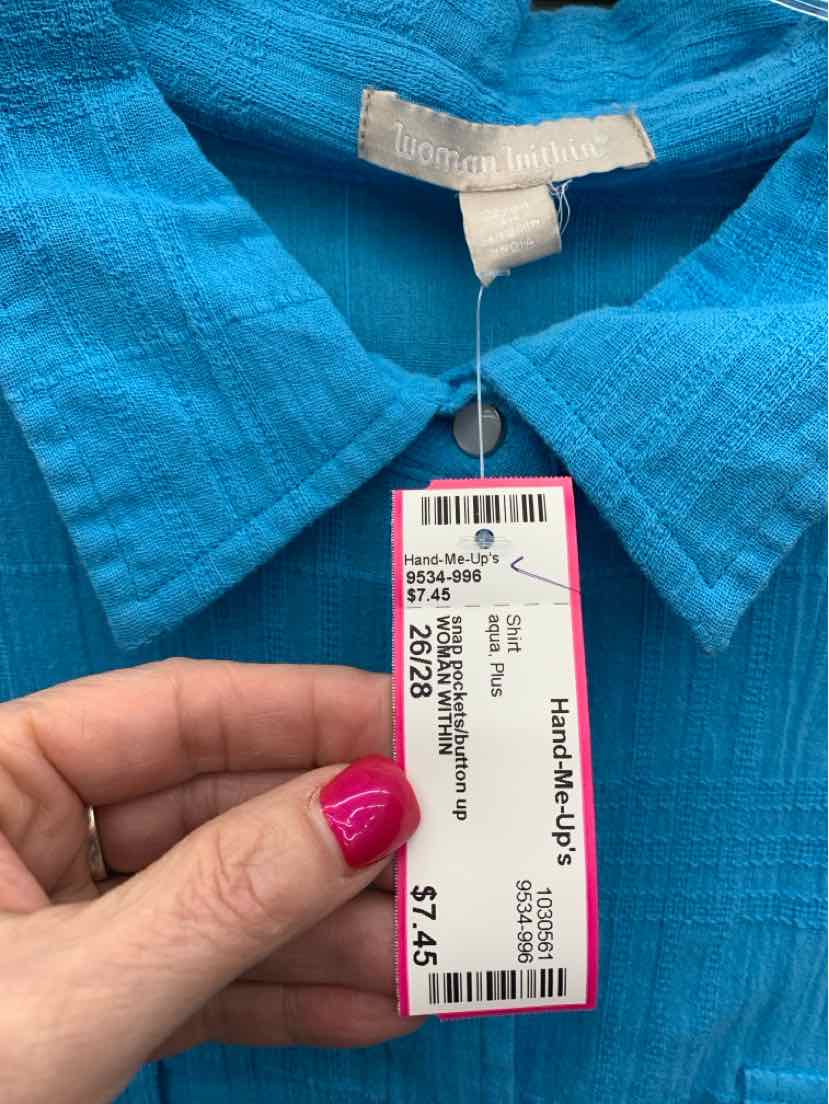 Woman Within
Hand-Me-Up's
9534-996
$7.45
Hand-Me-Up's
1030561
9534-996
Shirt
aqua, Plus
snap pockets/button up
WOMAN WITHIN
26/28
$7.45